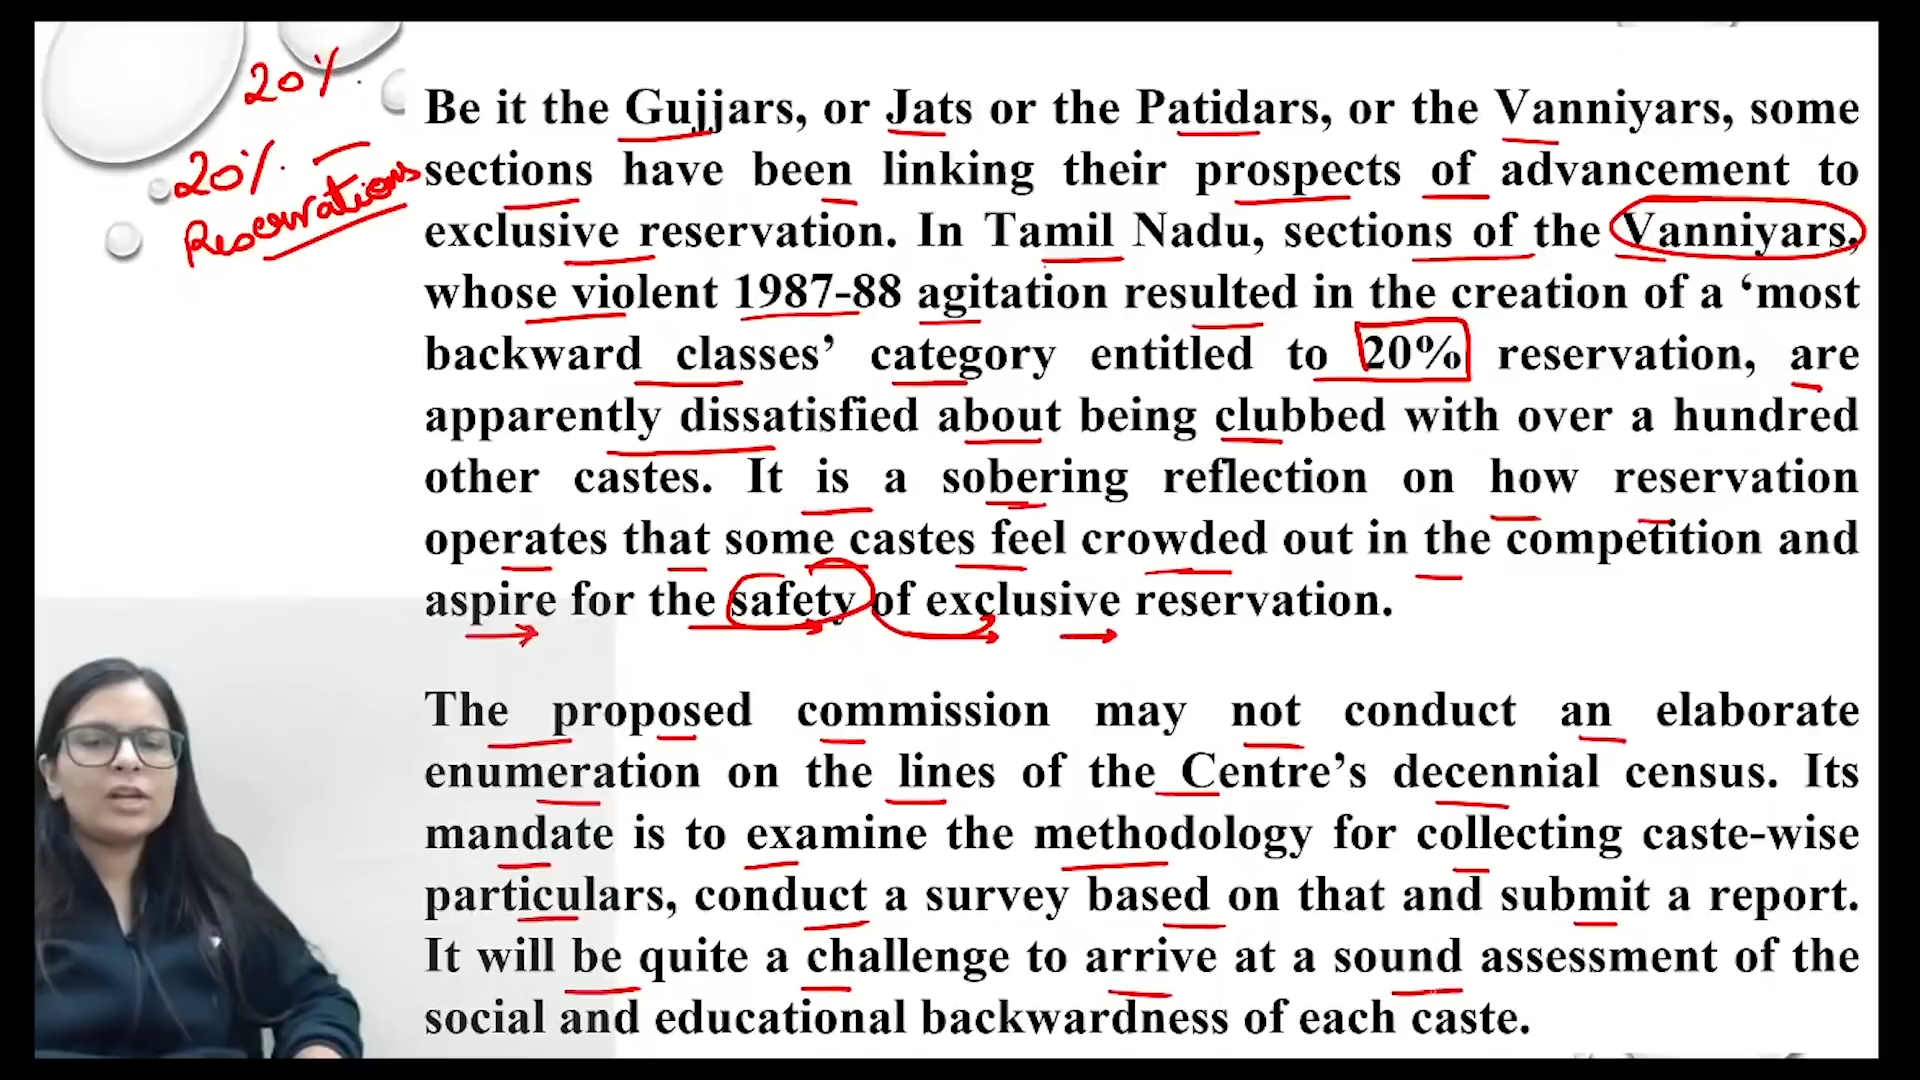 20%.
20%.
Reservations
Be it the Gujjars, or Jats or the Patidars, or the Vanniyars, some
sections have been linking their prospects of advancement to
exclusive reservation. In Tamil Nadu, sections of the Vanniyars,
whose violent 1987-88 agitation resulted in the creation of a ‘most
backward classes’ category entitled to 20% reservation, are
apparently dissatisfied about being clubbed with over a hundred
other castes. It is a sobering reflection on how reservation
operates that some castes feel crowded out in the competition and
aspire for the safety of exclusive reservation.
The proposed commission may not conduct an elaborate
enumeration on the lines of the Centre’s decennial census. Its
mandate is to examine the methodology for collecting caste-wise
particulars, conduct a survey based on that and submit a report.
It will be quite a challenge to arrive at a sound assessment of the
social and educational backwardness of each caste.